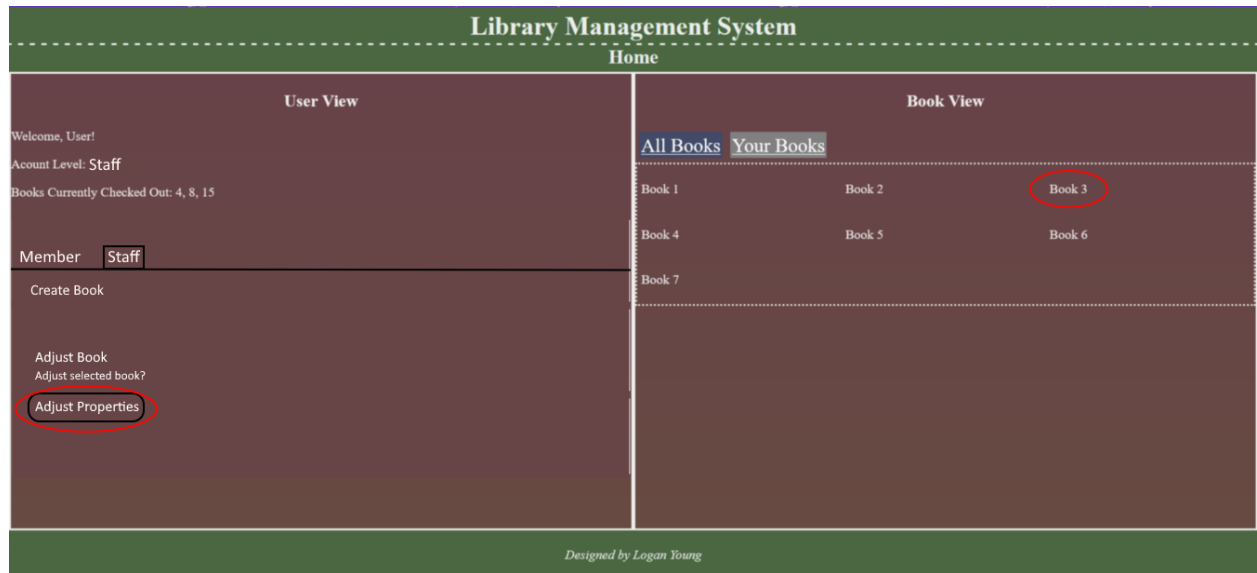 Library Management System
Home
User View
Welcome, User!
Acount Level: Staff
Books Currently Checked Out: 4, 8, 15
Member Staff
Create Book
Adjust Book
Adjust selected book?
Adjust Properties
Book View
All Books Your Books
Book 1 Book 2 Book 3
Book 4 Book 5 Book 6
Book 7
Designed by Logan Young